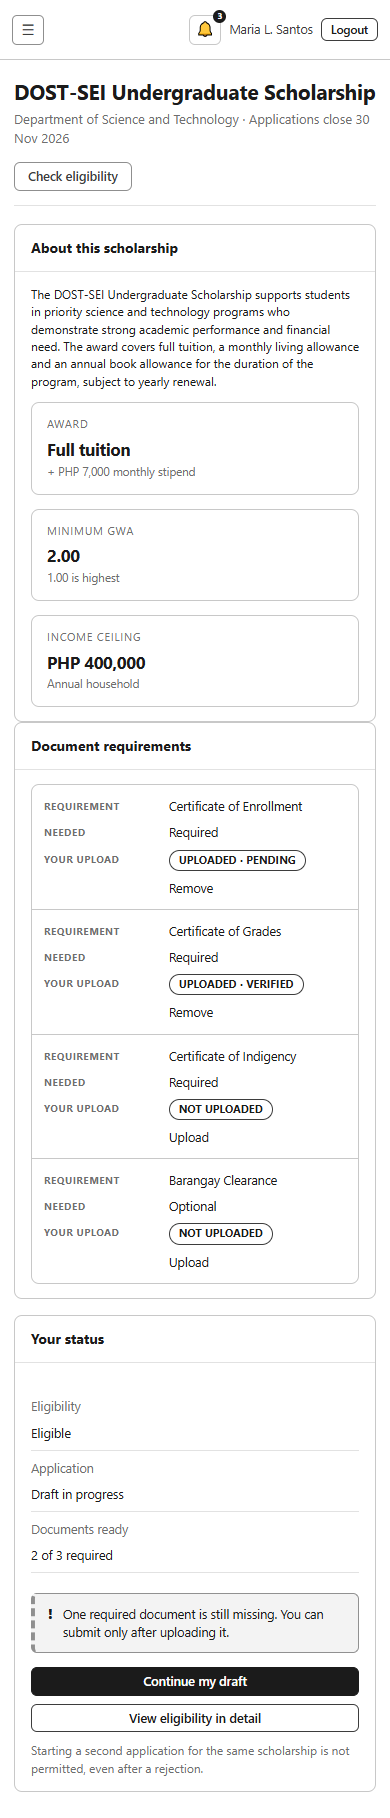 ☰
🔔
3
Maria L. Santos
Logout
DOST-SEI Undergraduate Scholarship
Department of Science and Technology · Applications close 30
Nov 2026
Check eligibility
About this scholarship
The DOST-SEI Undergraduate Scholarship supports students
in priority science and technology programs who
demonstrate strong academic performance and financial
need. The award covers full tuition, a monthly living allowance
and an annual book allowance for the duration of the
program, subject to yearly renewal.
AWARD
Full tuition
+ PHP 7,000 monthly stipend
MINIMUM GWA
2.00
1.00 is highest
INCOME CEILING
PHP 400,000
Annual household
Document requirements
REQUIREMENT Certificate of Enrollment
NEEDED Required
YOUR UPLOAD UPLOADED · PENDING
Remove
REQUIREMENT Certificate of Grades
NEEDED Required
YOUR UPLOAD UPLOADED · VERIFIED
Remove
REQUIREMENT Certificate of Indigency
NEEDED Required
YOUR UPLOAD NOT UPLOADED
Upload
REQUIREMENT Barangay Clearance
NEEDED Optional
YOUR UPLOAD NOT UPLOADED
Upload
Your status
Eligibility
Eligible
Application
Draft in progress
Documents ready
2 of 3 required
! One required document is still missing. You can
submit only after uploading it.
Continue my draft
View eligibility in detail
Starting a second application for the same scholarship is not
permitted, even after a rejection.